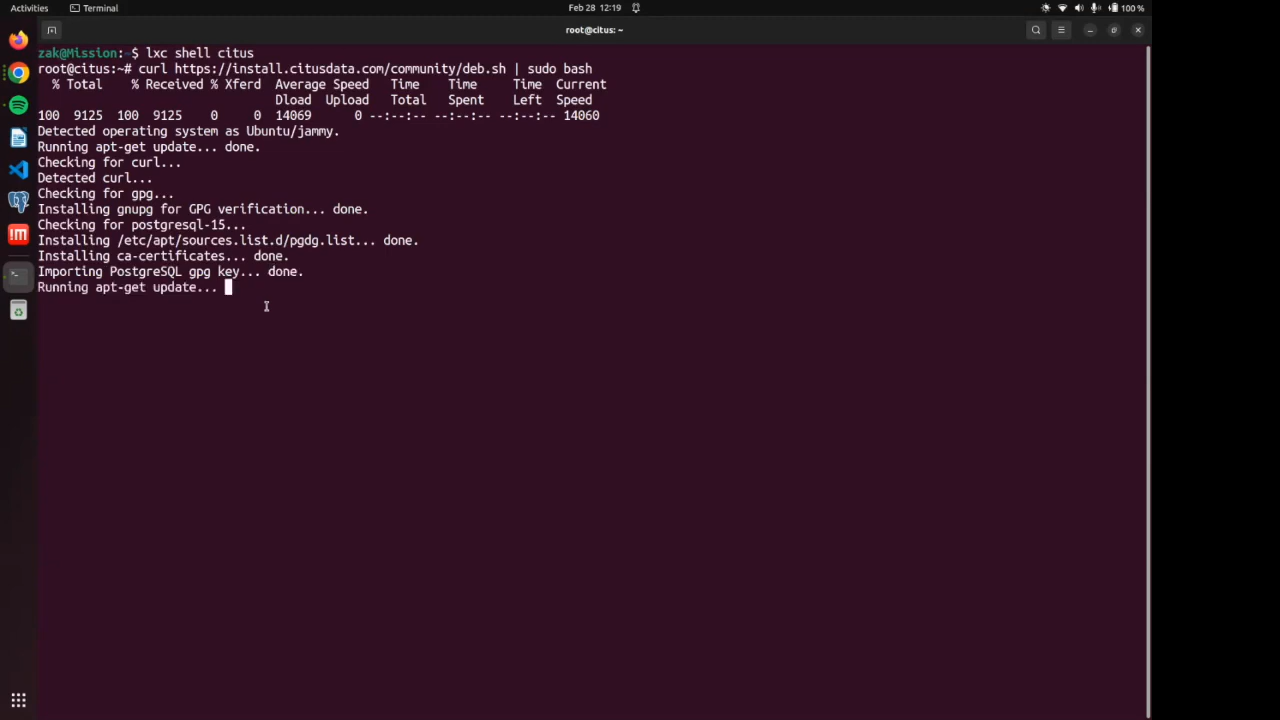 Activities
Terminal
Feb 28 12:19
100 %
root@citus: ~
zak@Mission:~$ lxc shell citus
root@citus:~# curl https://install.citusdata.com/community/deb.sh | sudo bash
% Total % Received % Xferd Average Speed Time Time Time Current
Dload Upload Total Spent Left Speed
100 9125 100 9125 0 0 14069 0 --:--:-- --:--:-- --:--:-- 14060
Detected operating system as Ubuntu/jammy.
Running apt-get update... done.
Checking for curl...
Detected curl...
Checking for gpg...
Installing gnupg for GPG verification... done.
Checking for postgresql-15...
Installing /etc/apt/sources.list.d/pgdg.list... done.
Installing ca-certificates... done.
Importing PostgreSQL gpg key... done.
Running apt-get update...